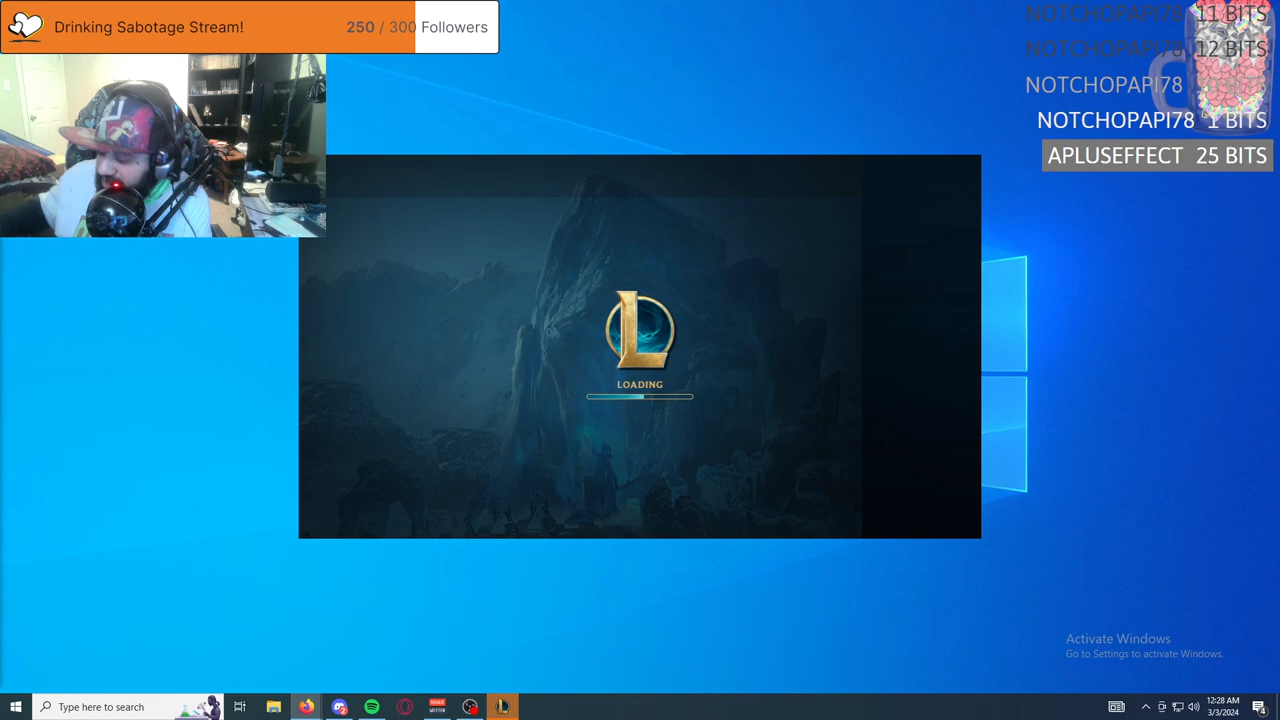 Drinking Sabotage Stream!
250 / 300 Followers
NOTCHOPAPI78 11 BITS
NOTCHOPAPI78 12 BITS
NOTCHOPAPI78
NOTCHOPAPI78 1 BITS
APLUSEFFECT 25 BITS
LOADING
Activate Windows
Go to Settings to activate Windows.
Type here to search
12:28 AM
3/3/2024
4